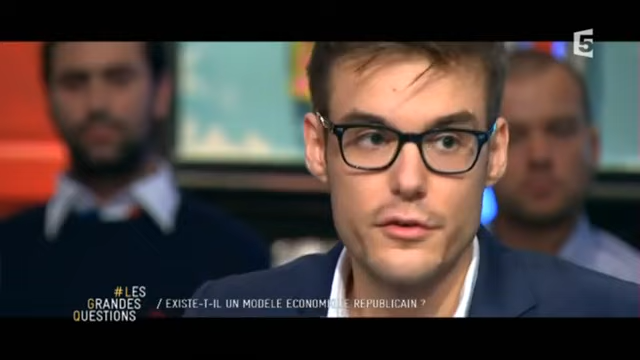 5
#LES
GRANDES
QUESTIONS
/ EXISTE-T-IL UN MODELE ECONOMIQUE REPUBLICAIN ?